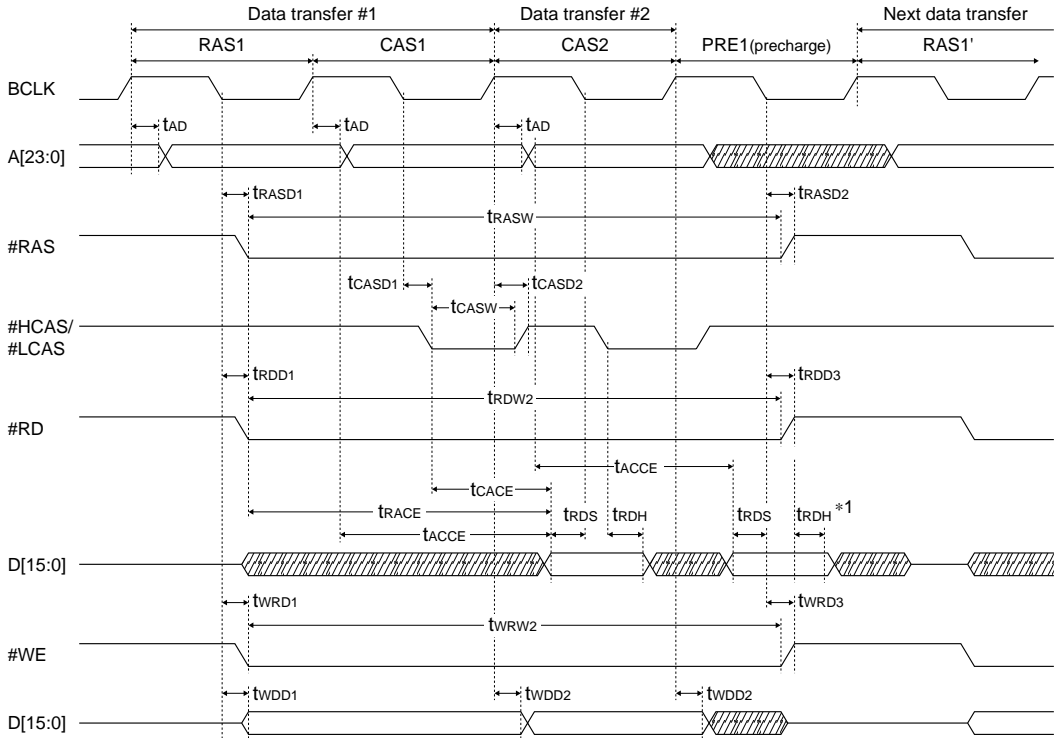 Data transfer #1 Data transfer #2 Next data transfer
RAS1 CAS1 CAS2 PRE1(precharge) RAS1'
BCLK
tAD tAD tAD
A[23:0]
tRASD1 tRASD2
tRASW
#RAS
tCASD1 tCASD2
tCASW
#HCAS/
#LCAS
tRDD1 tRDD3
tRDW2
#RD
tACCE
tCACE
tRACE tRDS tRDH tRDS tRDH *1
tACCE
D[15:0]
tWRD1 tWRD3
tWRW2
#WE
tWDD1 tWDD2 tWDD2
D[15:0]